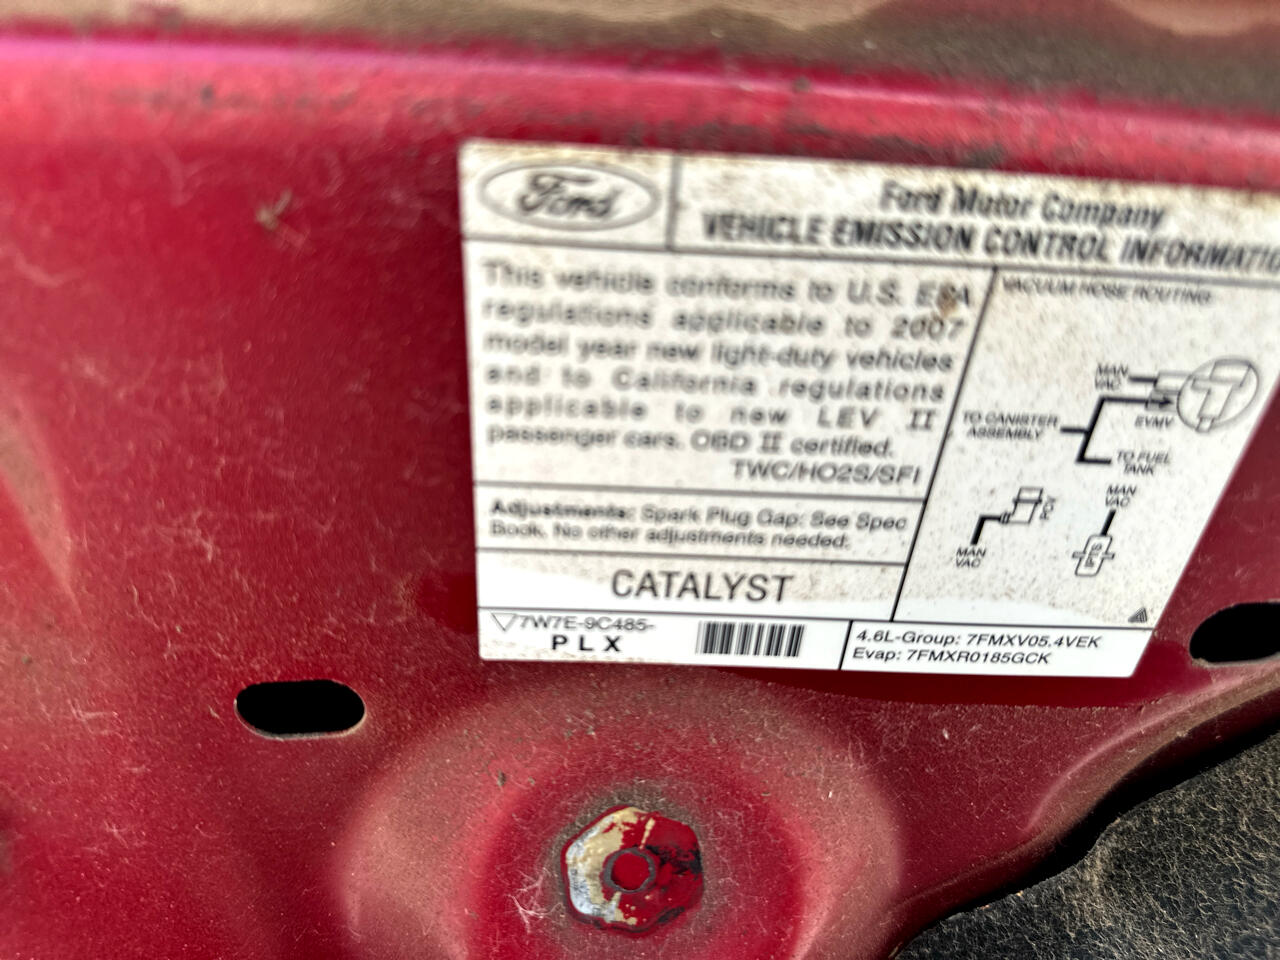 Ford
Ford Motor Company
VEHICLE EMISSION CONTROL INFORMATIO
This vehicle conforms to U.S. EPA
regulations applicable to 2007
model year new light-duty vehicles
and to California regulations
applicable to new LEV II
passenger cars. OBD II certified.
TWC/HO2S/SFI
Adjustments: Spark Plug Gap: See Spec
Book. No other adjustments needed.
CATALYST
7W7E-9C485-
PLX
VACUUM HOSE ROUTING
MAN
VAC
EVMV
TO CANISTER
ASSEMBLY
TO FUEL
TANK
PCV
MAN
VAC
MAN
VAC
IPTS
4.6L-Group: 7FMXV05.4VEK
Evap: 7FMXR0185GCK